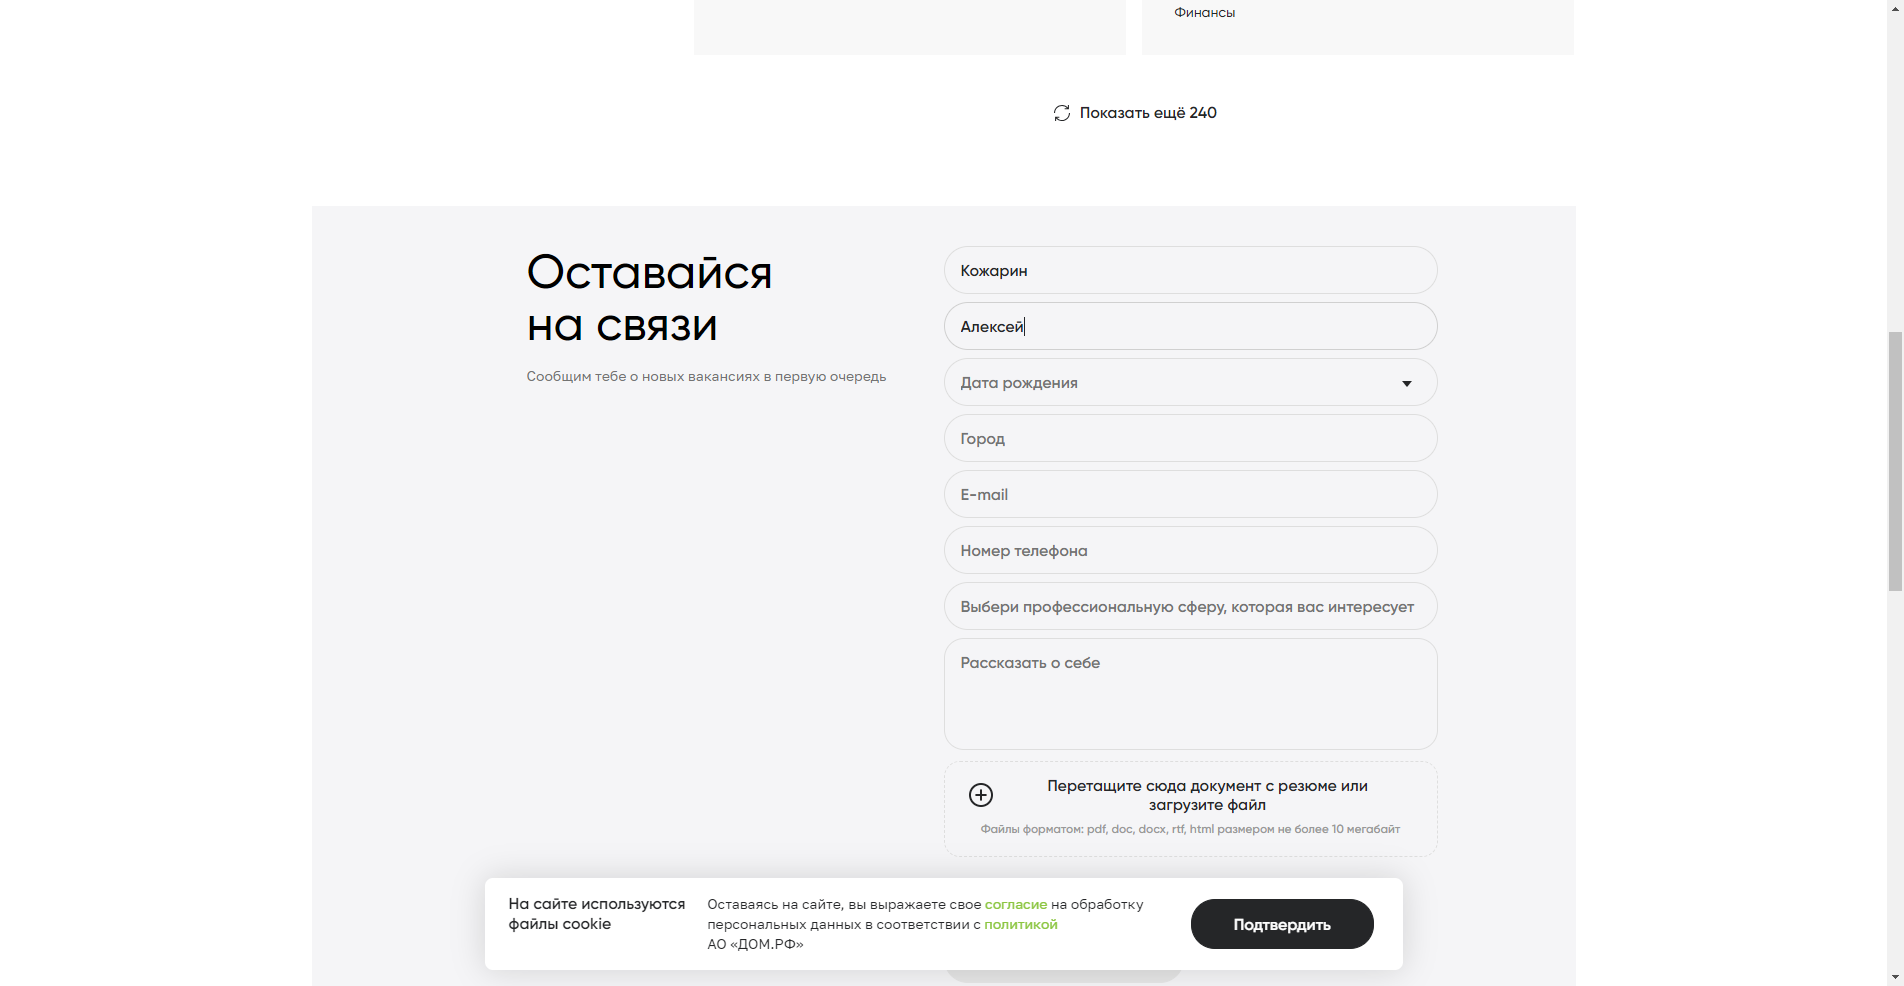 Финансы
Показать ещё 240
Оставайся
на связи
Сообщим тебе о новых вакансиях в первую очередь
Кожарин
Алексей
Дата рождения
Город
E-mail
Номер телефона
Выбери профессиональную сферу, которая вас интересует
Рассказать о себе
Перетащите сюда документ с резюме или
загрузите файл
Файлы форматом: pdf, doc, docx, rtf, html размером не более 10 мегабайт
На сайте используются
файлы cookie
Оставаясь на сайте, вы выражаете свое согласие на обработку
персональных данных в соответствии с политикой
АО «ДОМ.РФ»
Подтвердить